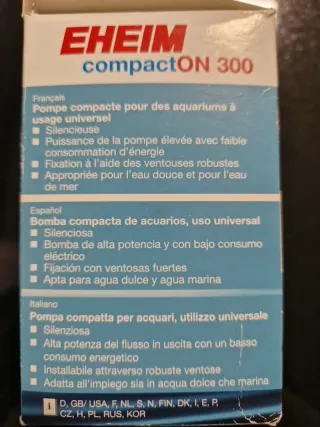 EHEIM
compactON 300
Français
Pompe compacte pour des aquariums à
usage universel
■ Silencieuse
■ Puissance de la pompe élevée avec faible
consommation d'énergie
■ Fixation à l'aide des ventouses robustes
■ Appropriée pour l'eau douce et pour l'eau
de mer
Español
Bomba compacta de acuarios, uso universal
■ Silenciosa
■ Bomba de alta potencia y con bajo consumo
eléctrico
■ Fijación con ventosas fuertes
■ Apta para agua dulce y agua marina
Italiano
Pompa compatta per acquari, utilizzo universale
■ Silenziosa
■ Alta potenza del flusso in uscita con un basso
consumo energetico
■ Installabile attraverso robuste ventose
■ Adatta all'impiego sia in acqua dolce che marina
i D, GB/ USA, F, NL, S, N, FIN, DK, I, E, P,
CZ, H, PL, RUS, KOR